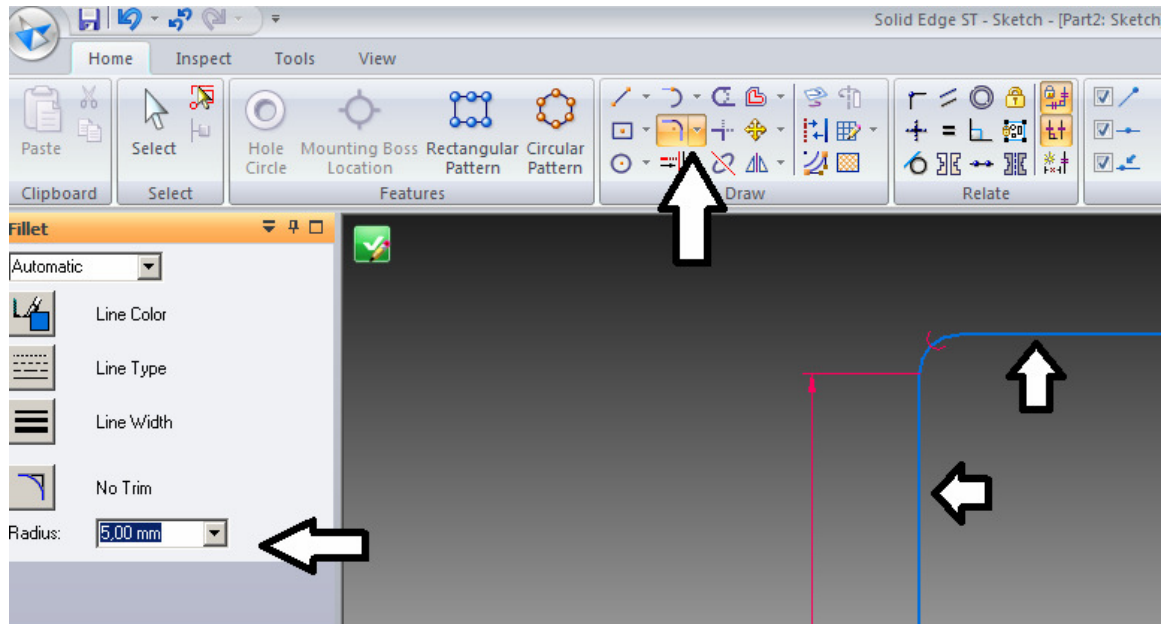 Solid Edge ST - Sketch - [Part2: Sketch
Home Inspect Tools View
Paste Select Hole Circle Mounting Boss Location Rectangular Pattern Circular Pattern
Clipboard Select Features Draw Relate
Fillet
Automatic
Line Color
Line Type
Line Width
No Trim
Radius: 5,00 mm